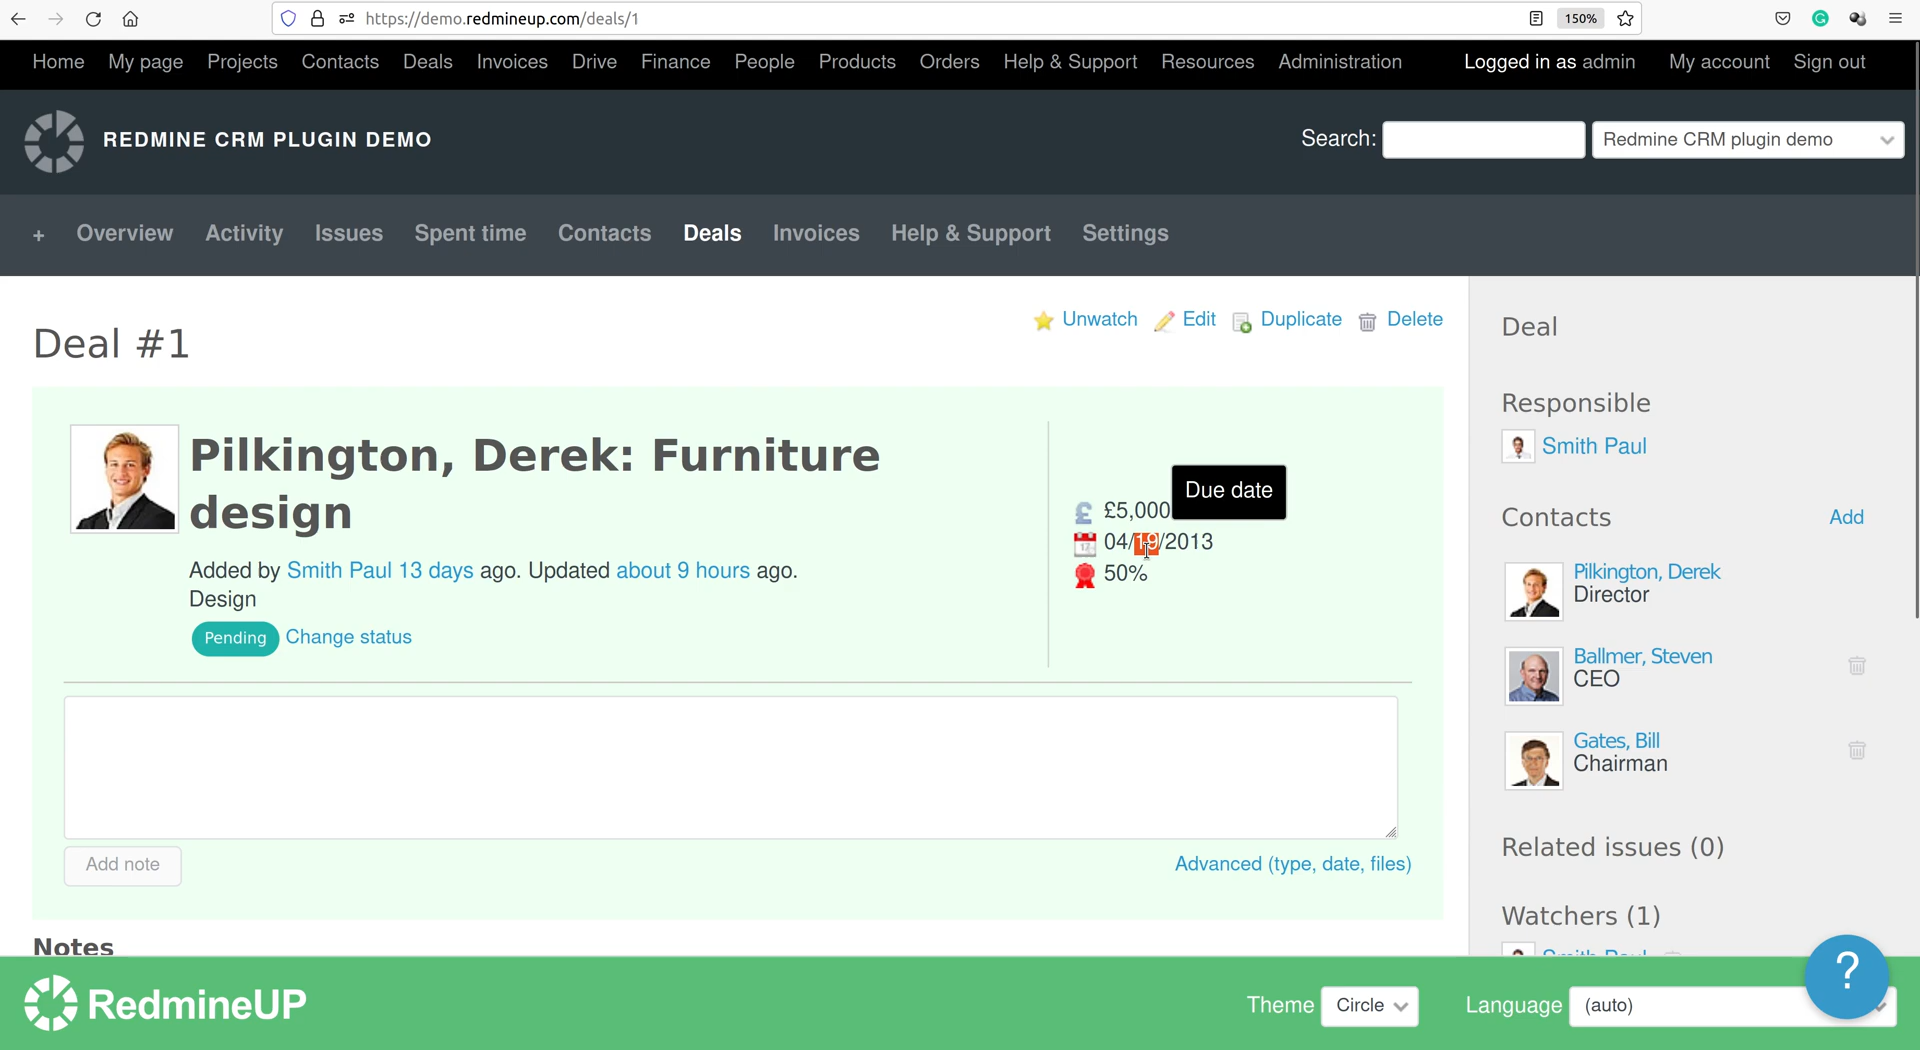 https://demo.redmineup.com/deals/1
150%
Home My page Projects Contacts Deals Invoices Drive Finance People Products Orders Help & Support Resources Administration Logged in as admin My account Sign out
REDMINE CRM PLUGIN DEMO
Search:
Redmine CRM plugin demo
+ Overview Activity Issues Spent time Contacts Deals Invoices Help & Support Settings
Deal #1
Unwatch Edit Duplicate Delete
Pilkington, Derek: Furniture
design
Added by Smith Paul 13 days ago. Updated about 9 hours ago.
Design
Pending Change status
Due date
£5,000
04/19/2013
50%
Add note
Advanced (type, date, files)
Notes
Deal
Responsible
Smith Paul
Contacts Add
Pilkington, Derek
Director
Ballmer, Steven
CEO
Gates, Bill
Chairman
Related issues (0)
Watchers (1)
Smith Paul
RedmineUP
Theme Circle Language (auto)
?